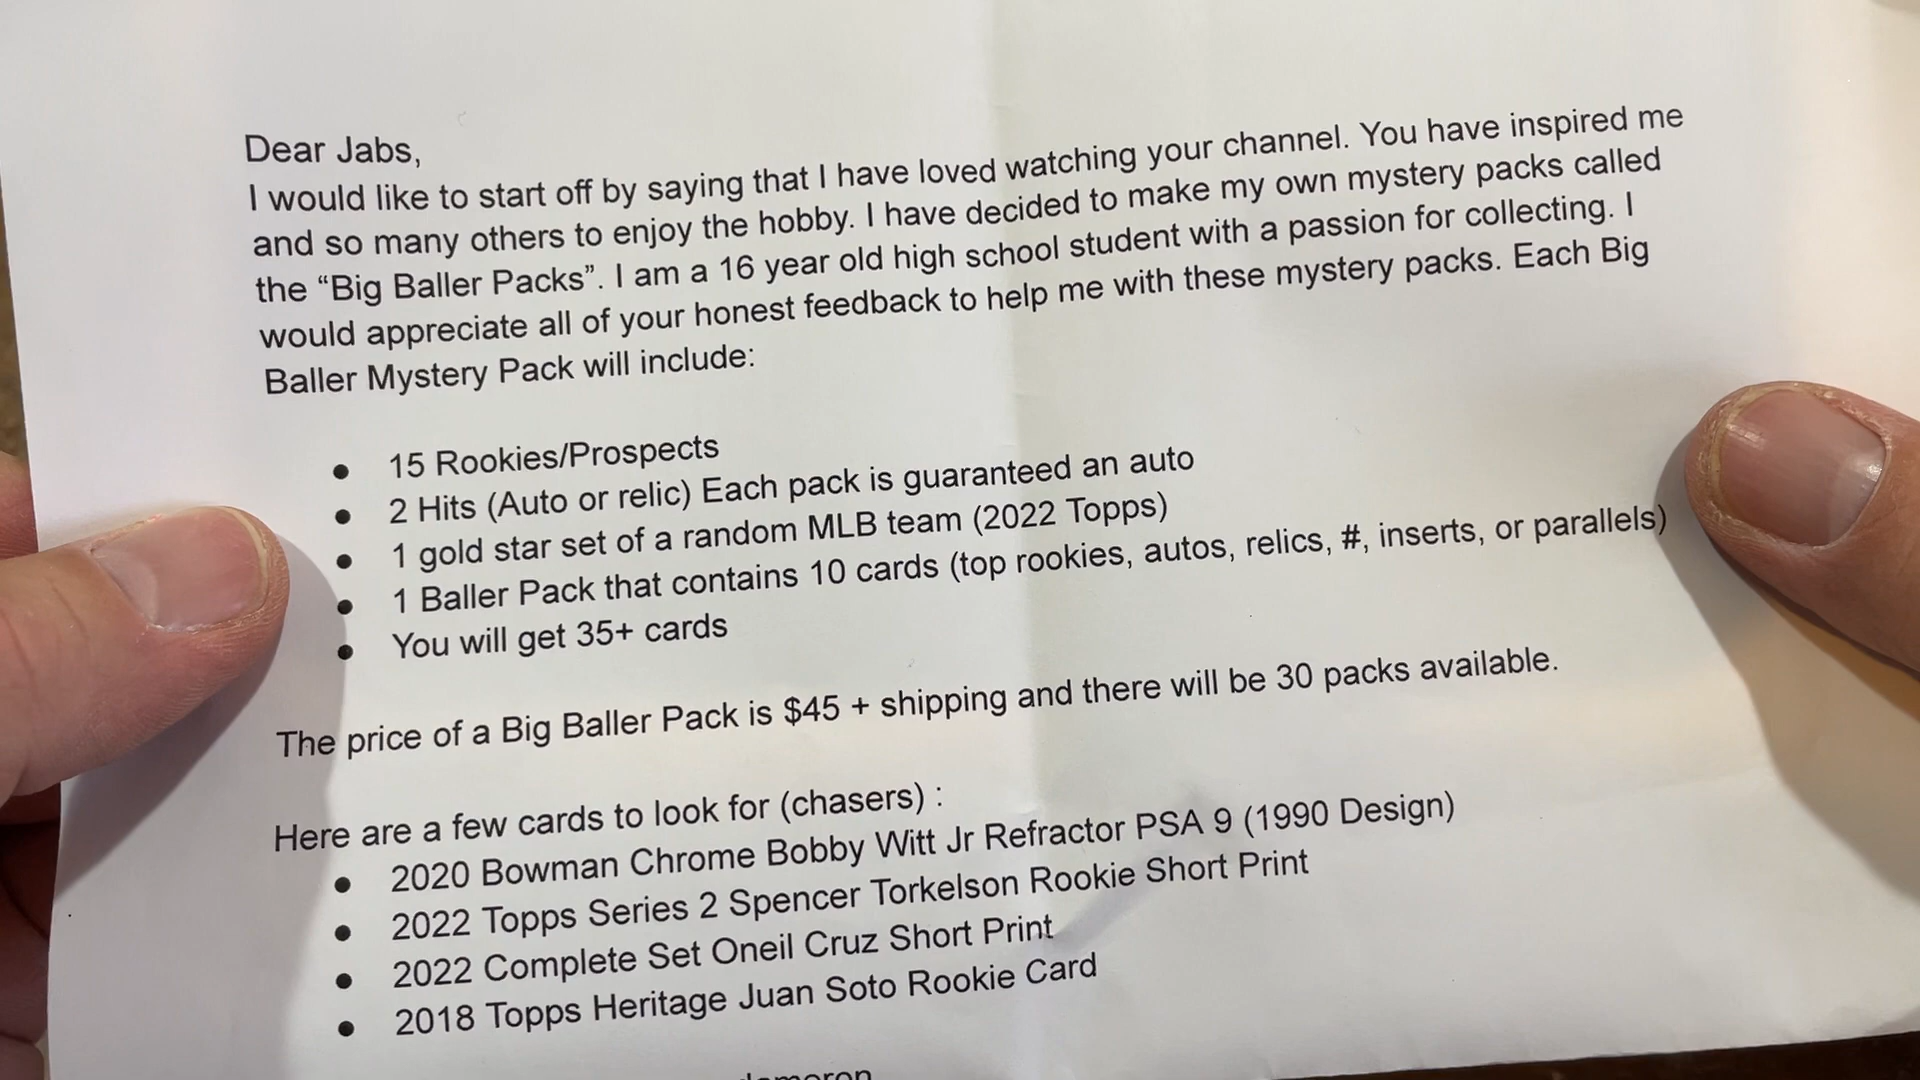 Dear Jabs,
I would like to start off by saying that I have loved watching your channel. You have inspired me
and so many others to enjoy the hobby. I have decided to make my own mystery packs called
the “Big Baller Packs”. I am a 16 year old high school student with a passion for collecting. I
would appreciate all of your honest feedback to help me with these mystery packs. Each Big
Baller Mystery Pack will include:
● 15 Rookies/Prospects
● 2 Hits (Auto or relic) Each pack is guaranteed an auto
● 1 gold star set of a random MLB team (2022 Topps)
● 1 Baller Pack that contains 10 cards (top rookies, autos, relics, #, inserts, or parallels)
● You will get 35+ cards
The price of a Big Baller Pack is $45 + shipping and there will be 30 packs available.
Here are a few cards to look for (chasers) :
● 2020 Bowman Chrome Bobby Witt Jr Refractor PSA 9 (1990 Design)
● 2022 Topps Series 2 Spencer Torkelson Rookie Short Print
● 2022 Complete Set Oneil Cruz Short Print
● 2018 Topps Heritage Juan Soto Rookie Card